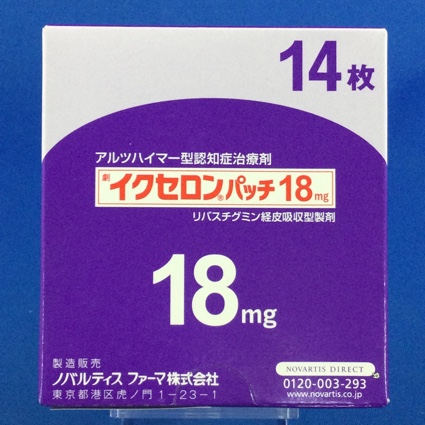 14枚
アルツハイマー型認知症治療剤
劇 イクセロン®パッチ18mg
リバスチグミン経皮吸収型製剤
18mg
製造販売
ノバルティス ファーマ株式会社
東京都港区虎ノ門1-23-1
NOVARTIS DIRECT
0120-003-293
www.novartis.co.jp